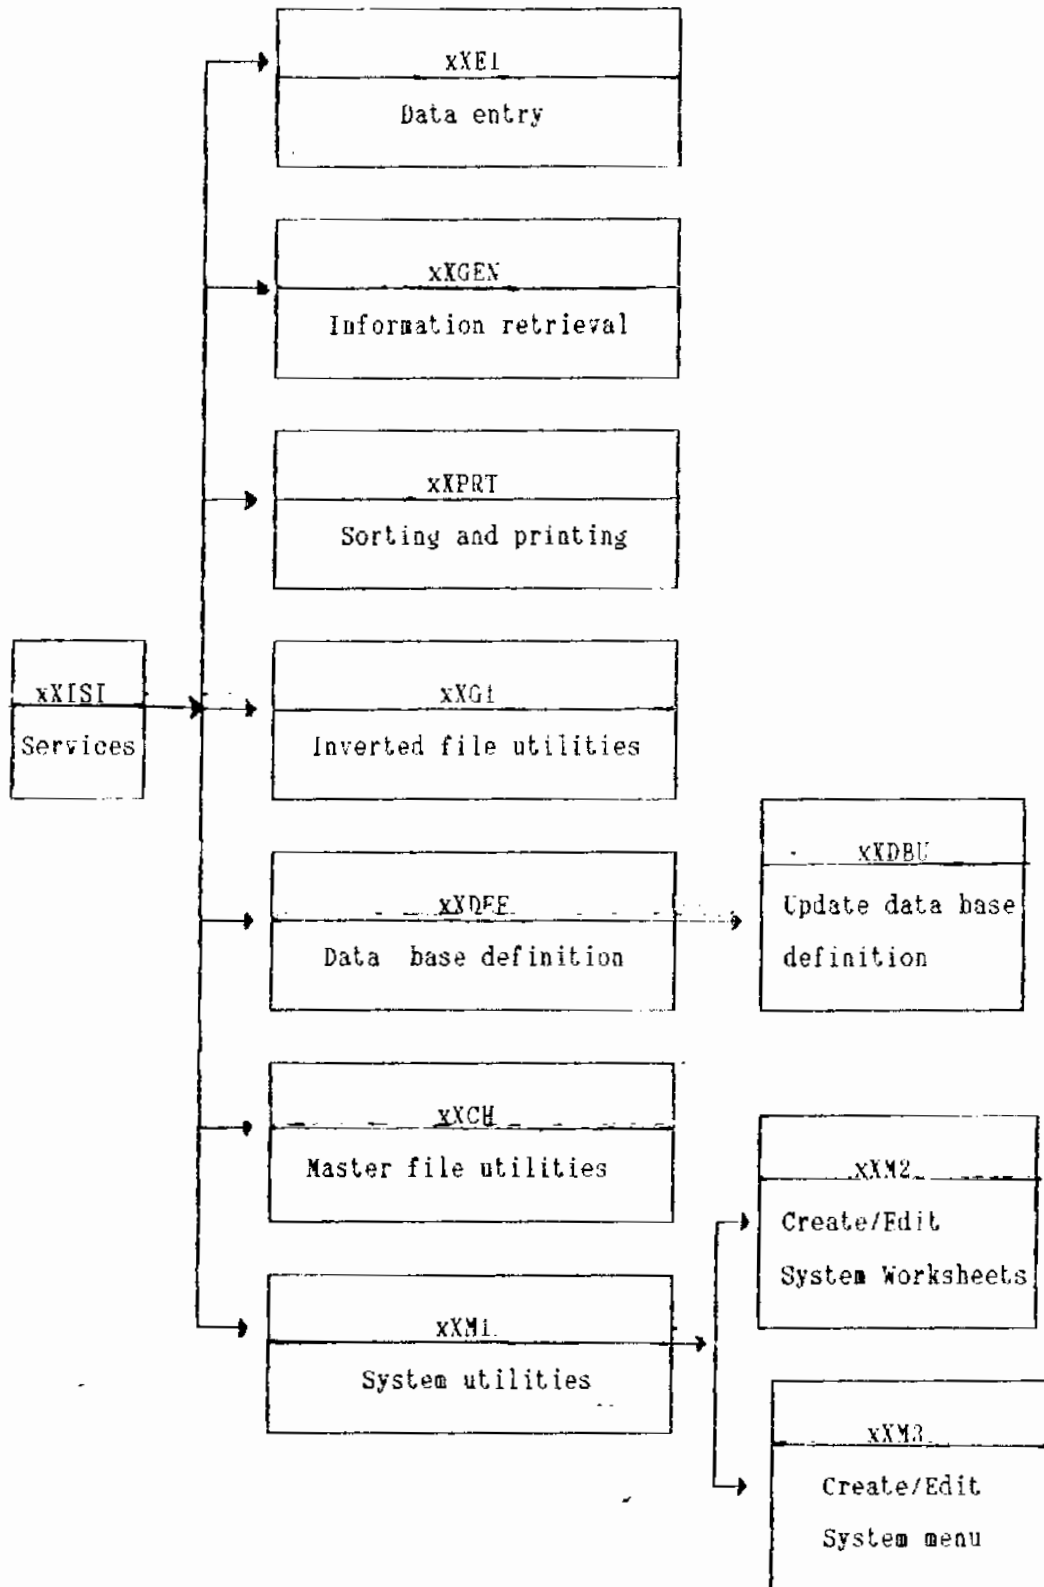 xXE1
Data entry
xXGEN
Information retrieval
xXPRT
Sorting and printing
xXISI
Services
xXG1
Inverted file utilities
xXDEF
Data base definition
xXDBU
Update data base
definition
xXCH
Master file utilities
xXM2
Create/Edit
System Worksheets
xXM1
System utilities
xXM3
Create/Edit
System menu